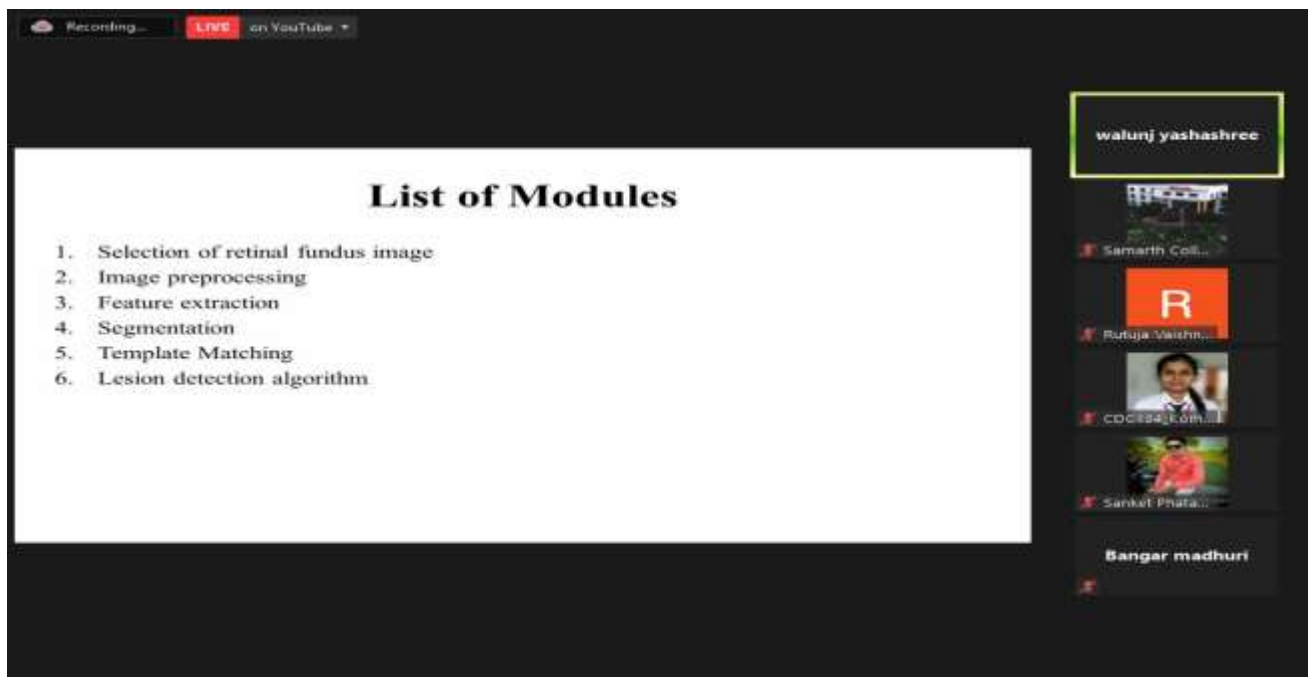 Recording...
LIVE on YouTube
List of Modules
1. Selection of retinal fundus image
2. Image preprocessing
3. Feature extraction
4. Segmentation
5. Template Matching
6. Lesion detection algorithm
walunj yashashree
Samarth Coll...
R
Rutuja Vaishn...
Sanket Phata...
Bangar madhuri